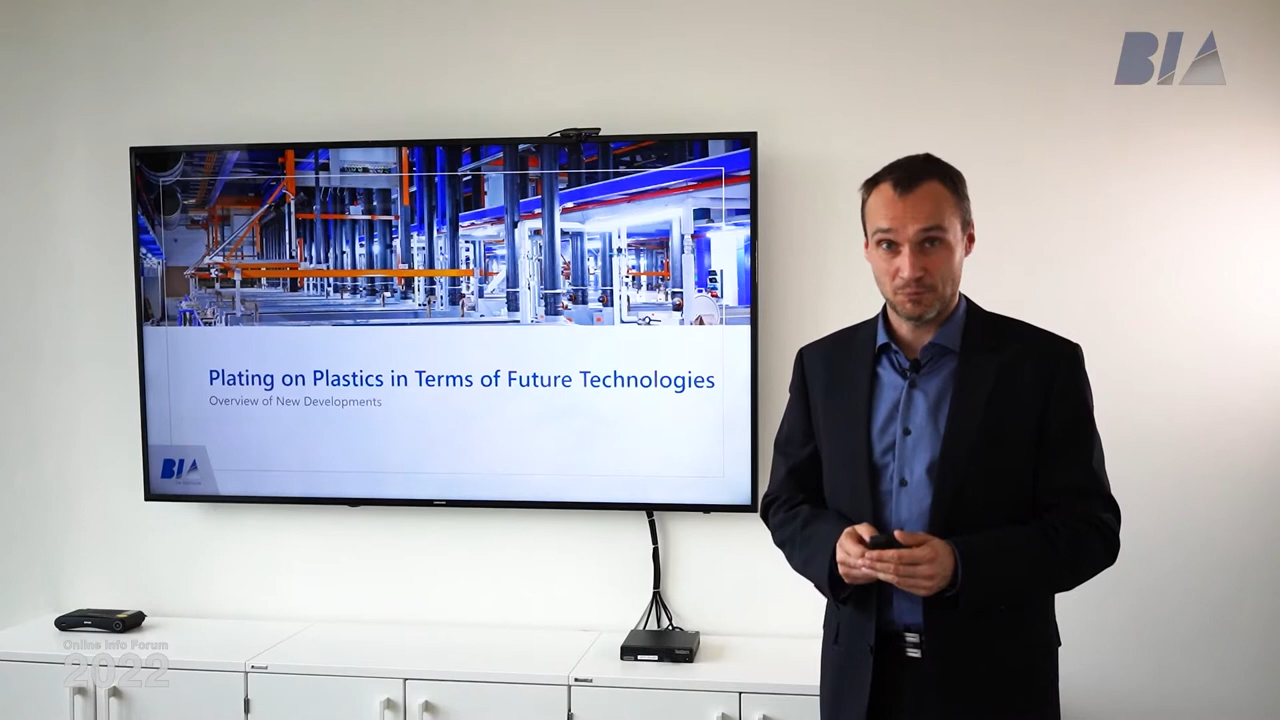 BIA
Plating on Plastics in Terms of Future Technologies
Overview of New Developments
BIA
Online Info Forum
2022